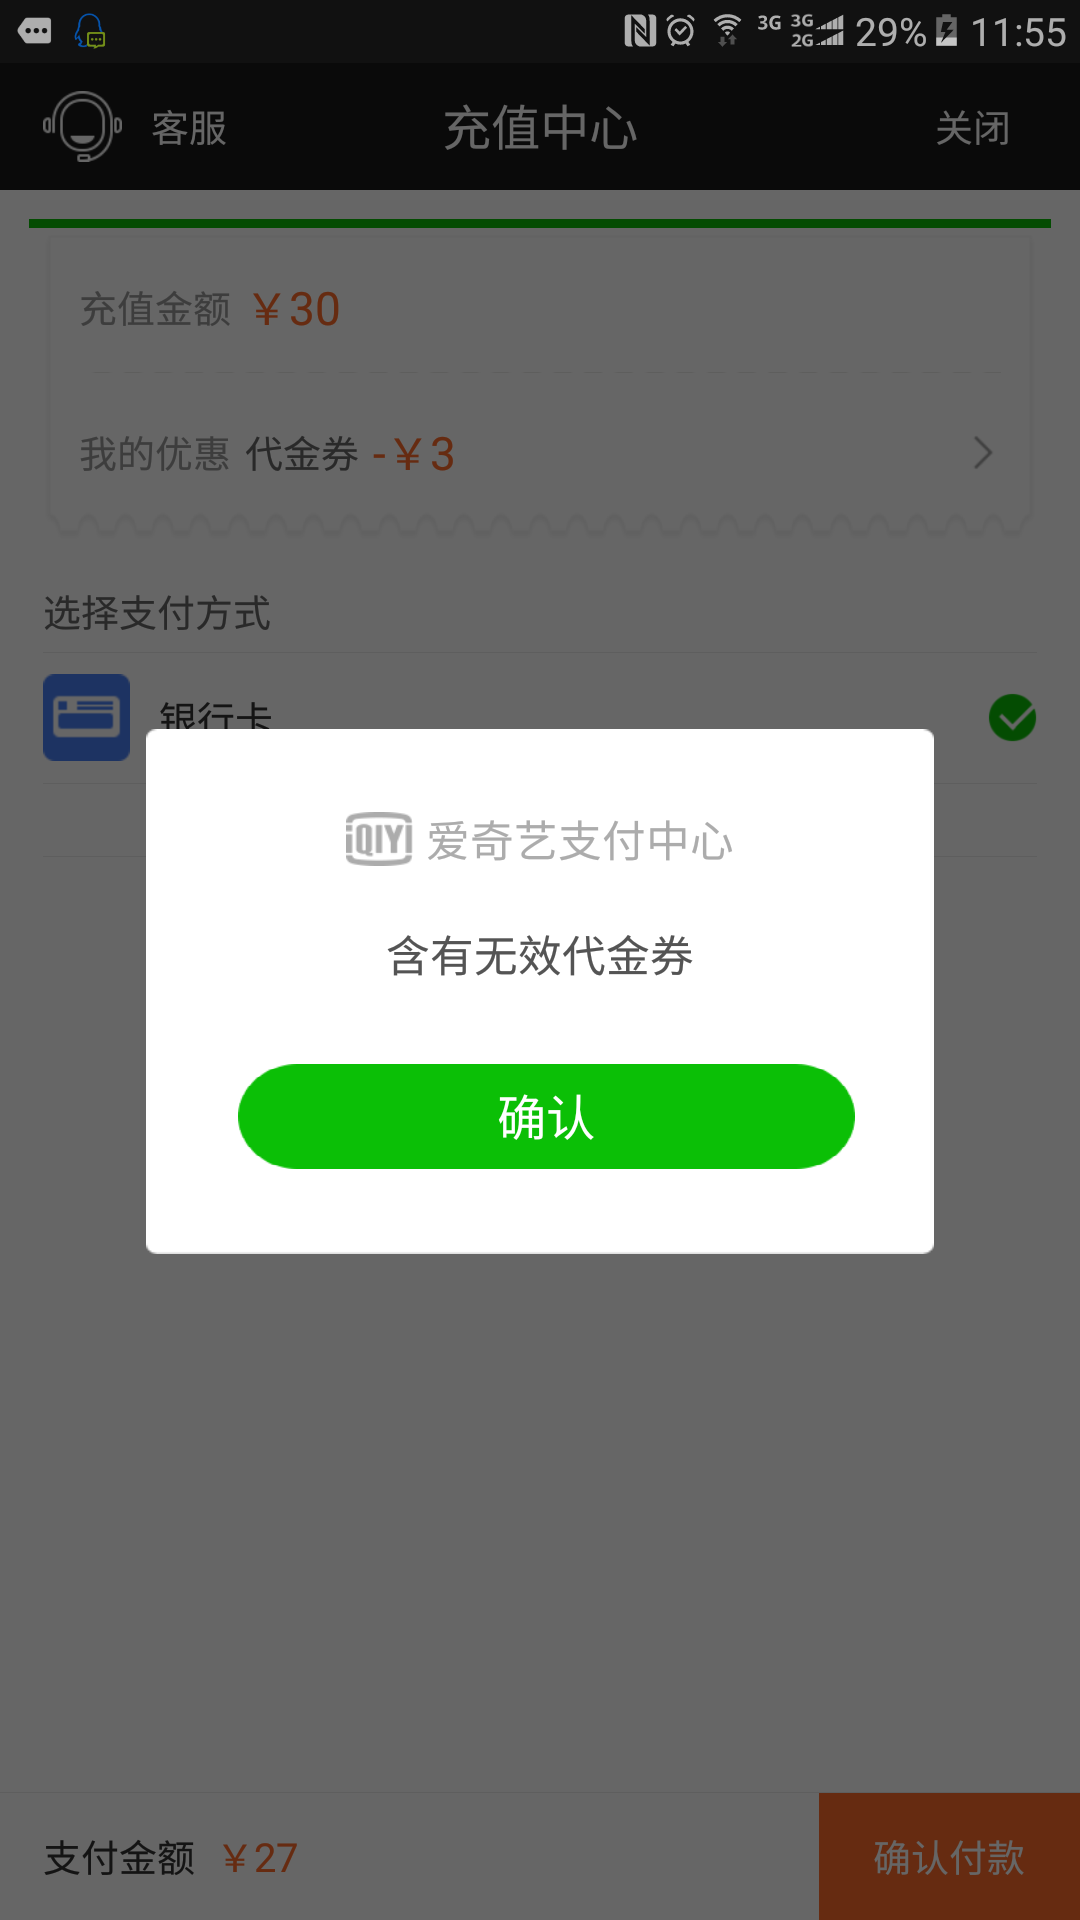 3G 3G 2G 29% 11:55
客服 充值中心 关闭
充值金额 ￥30
我的优惠 代金券 -￥3
选择支付方式
银行卡
iQIYI 爱奇艺支付中心
含有无效代金券
确认
支付金额 ￥27 确认付款